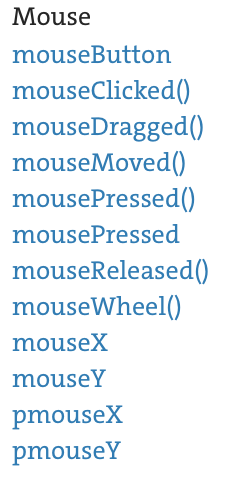 Mouse
mouseButton
mouseClicked()
mouseDragged()
mouseMoved()
mousePressed()
mousePressed
mouseReleased()
mouseWheel()
mouseX
mouseY
pmouseX
pmouseY